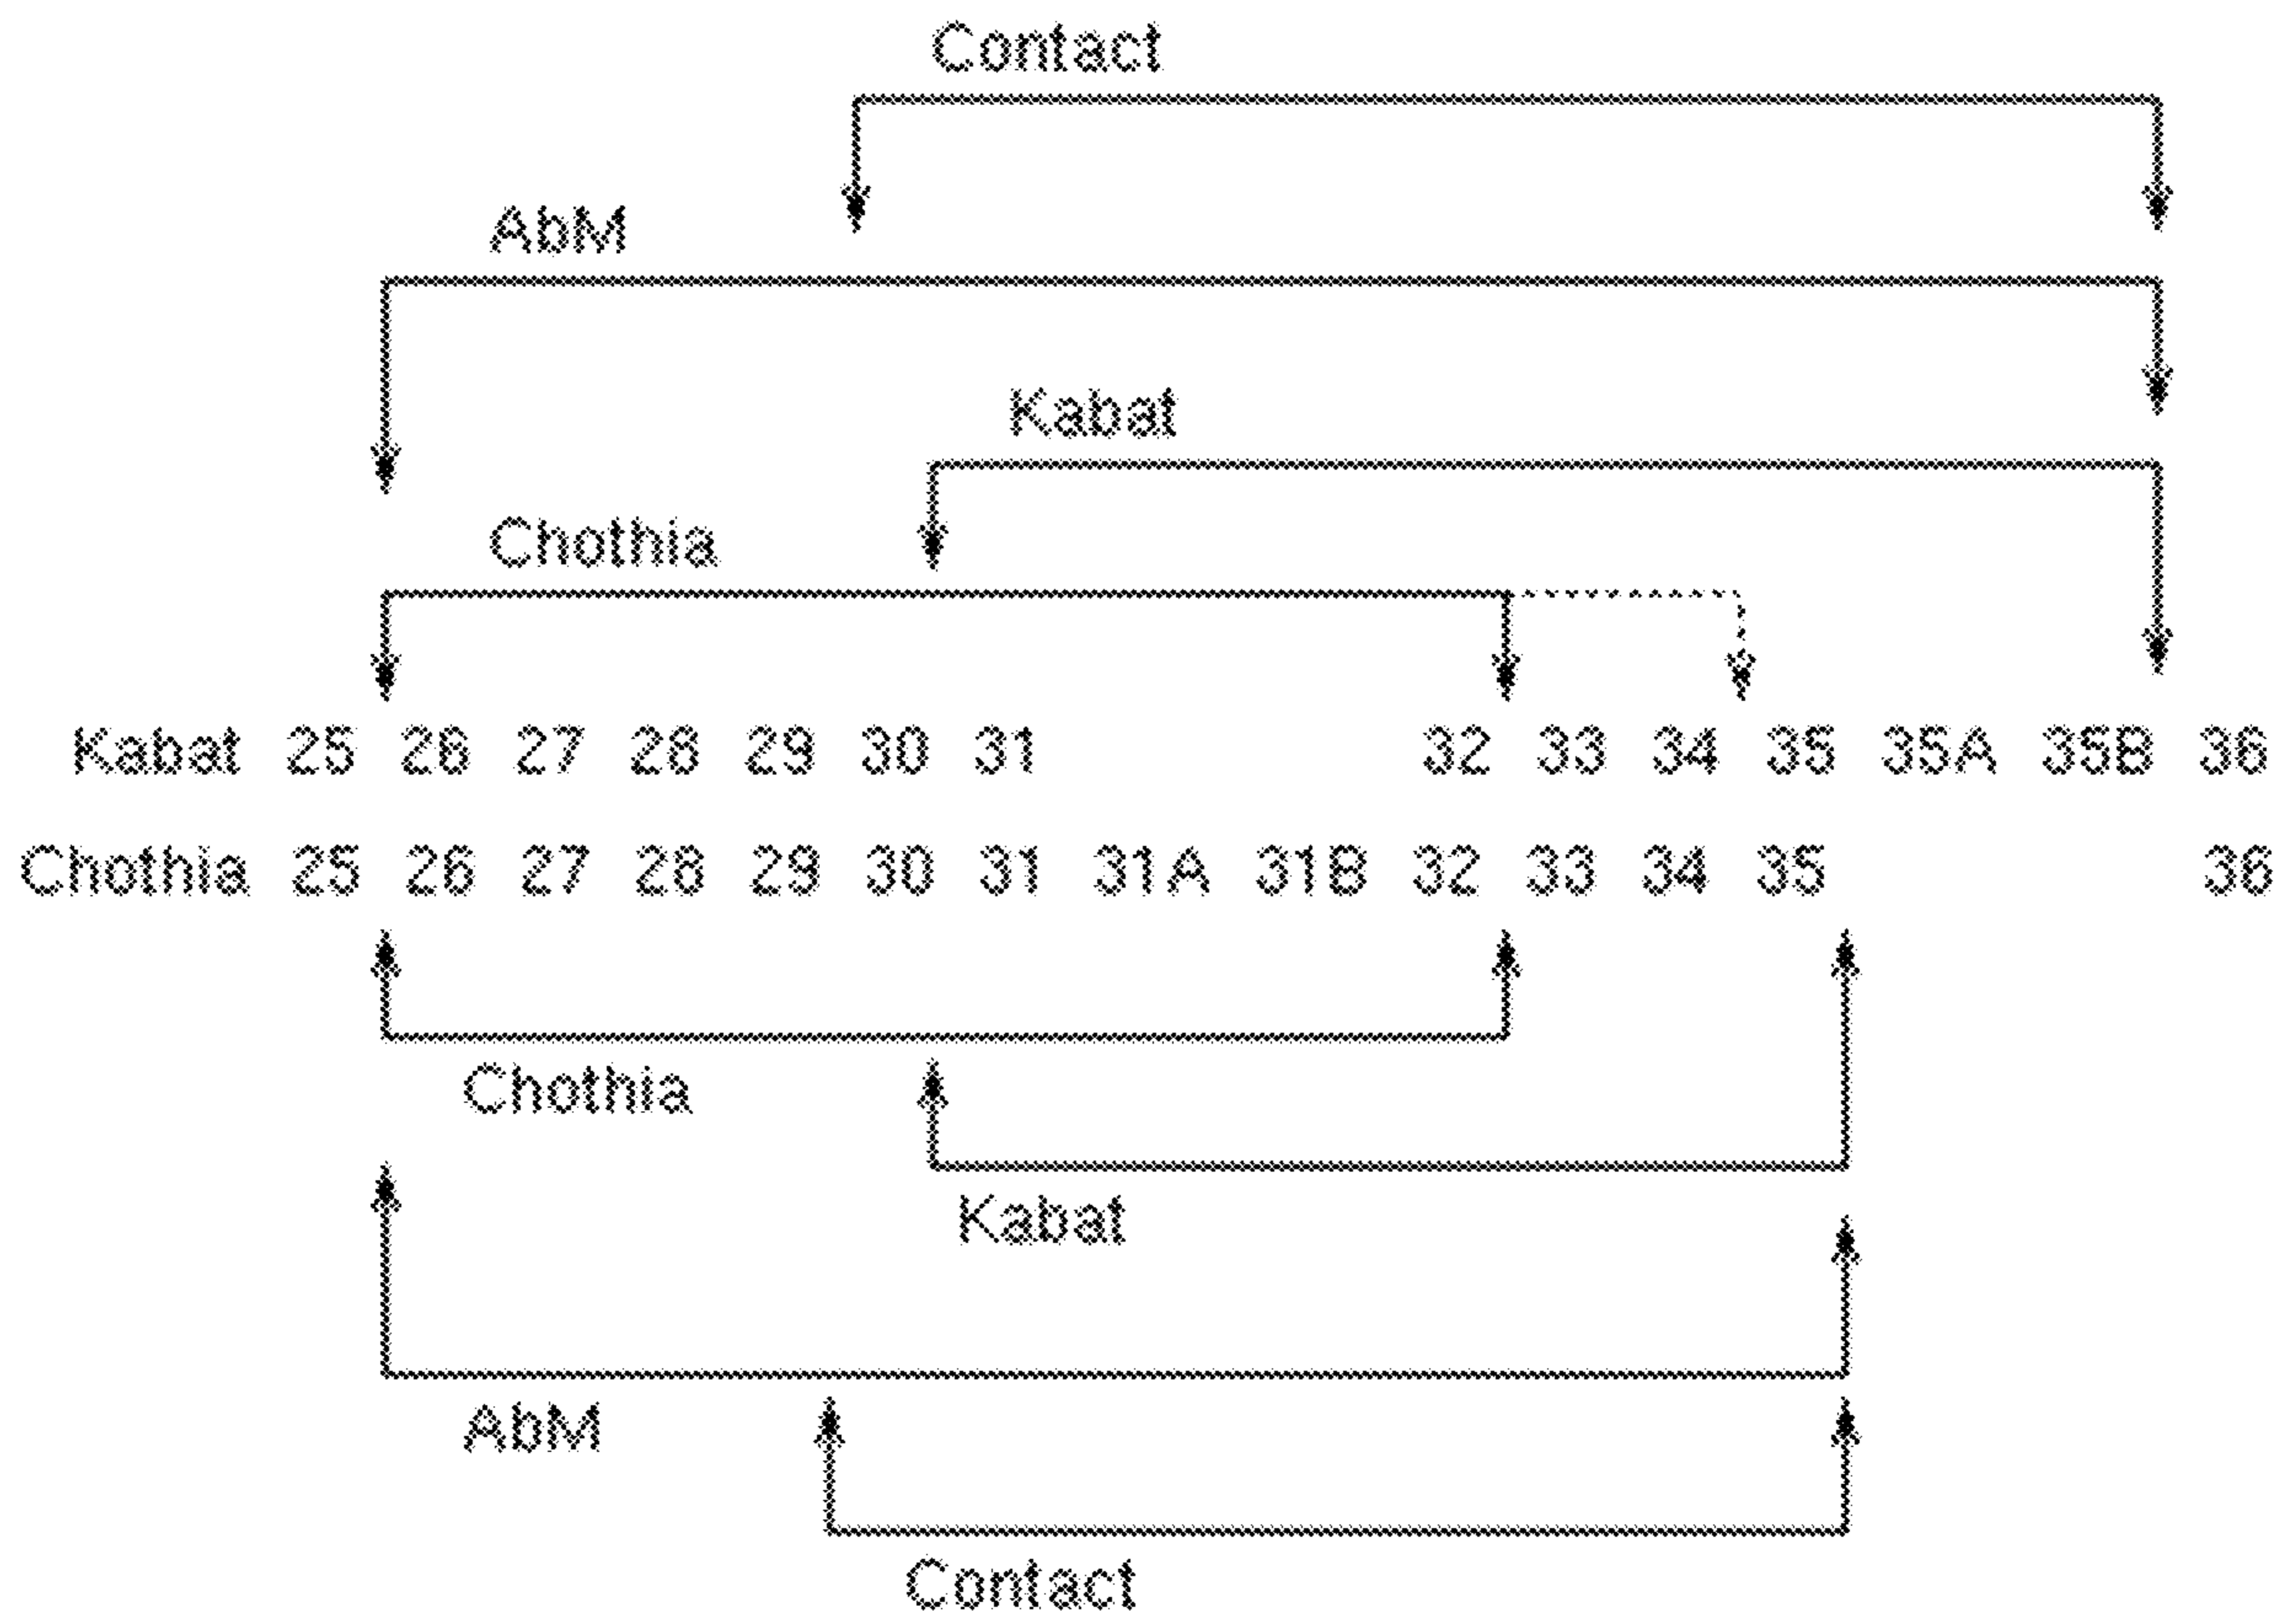 Contact
AbM
Kabat
Chothia
Kabat 25 26 27 28 29 30 31 32 33 34 35 35A 35B 36
Chothia 25 26 27 28 29 30 31 31A 31B 32 33 34 35 36
Chothia
Kabat
AbM
Contact